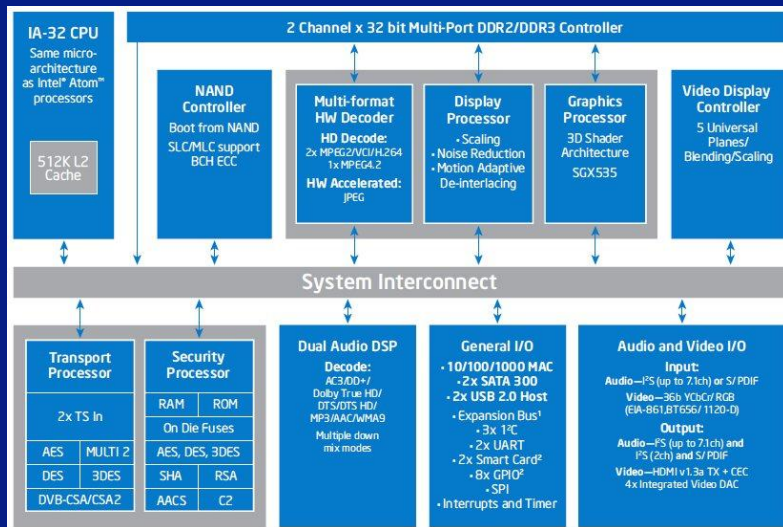 IA-32 CPU
Same micro-
architecture
as Intel® Atom™
processors
512K L2
Cache
2 Channel x 32 bit Multi-Port DDR2/DDR3 Controller
NAND
Controller
Boot from NAND
SLC/MLC support
BCH ECC
Multi-format
HW Decoder
HD Decode:
2x MPEG2/VCI/H.264
1x MPEG4.2
HW Accelerated:
JPEG
Display
Processor
• Scaling
• Noise Reduction
• Motion Adaptive
De-interlacing
Graphics
Processor
3D Shader
Architecture
SGX535
Video Display
Controller
5 Universal
Planes/
Blending/Scaling
System Interconnect
Transport
Processor
2x TS In
AES MULTI 2
DES 3DES
DVB-CSA/CSA2
Security
Processor
RAM ROM
On Die Fuses
AES, DES, 3DES
SHA RSA
AACS C2
Dual Audio DSP
Decode:
AC3/DD+/
Dolby True HD/
DTS/DTS HD/
MP3/AAC/WMA9
Multiple down
mix modes
General I/O
• 10/100/1000 MAC
• 2x SATA 300
• 2x USB 2.0 Host
• Expansion Bus¹
• 3x I²C
• 2x UART
• 2x Smart Card²
• 8x GPIO²
• SPI
• Interrupts and Timer
Audio and Video I/O
Input:
Audio—I²S (up to 7.1ch) or S/PDIF
Video—36b YCbCr/RGB
(EIA-861,BT656/1120-D)
Output:
Audio—I²S (up to 7.1ch) and
I²S (2ch) and S/PDIF
Video—HDMI v1.3a TX + CEC
4x Integrated Video DAC